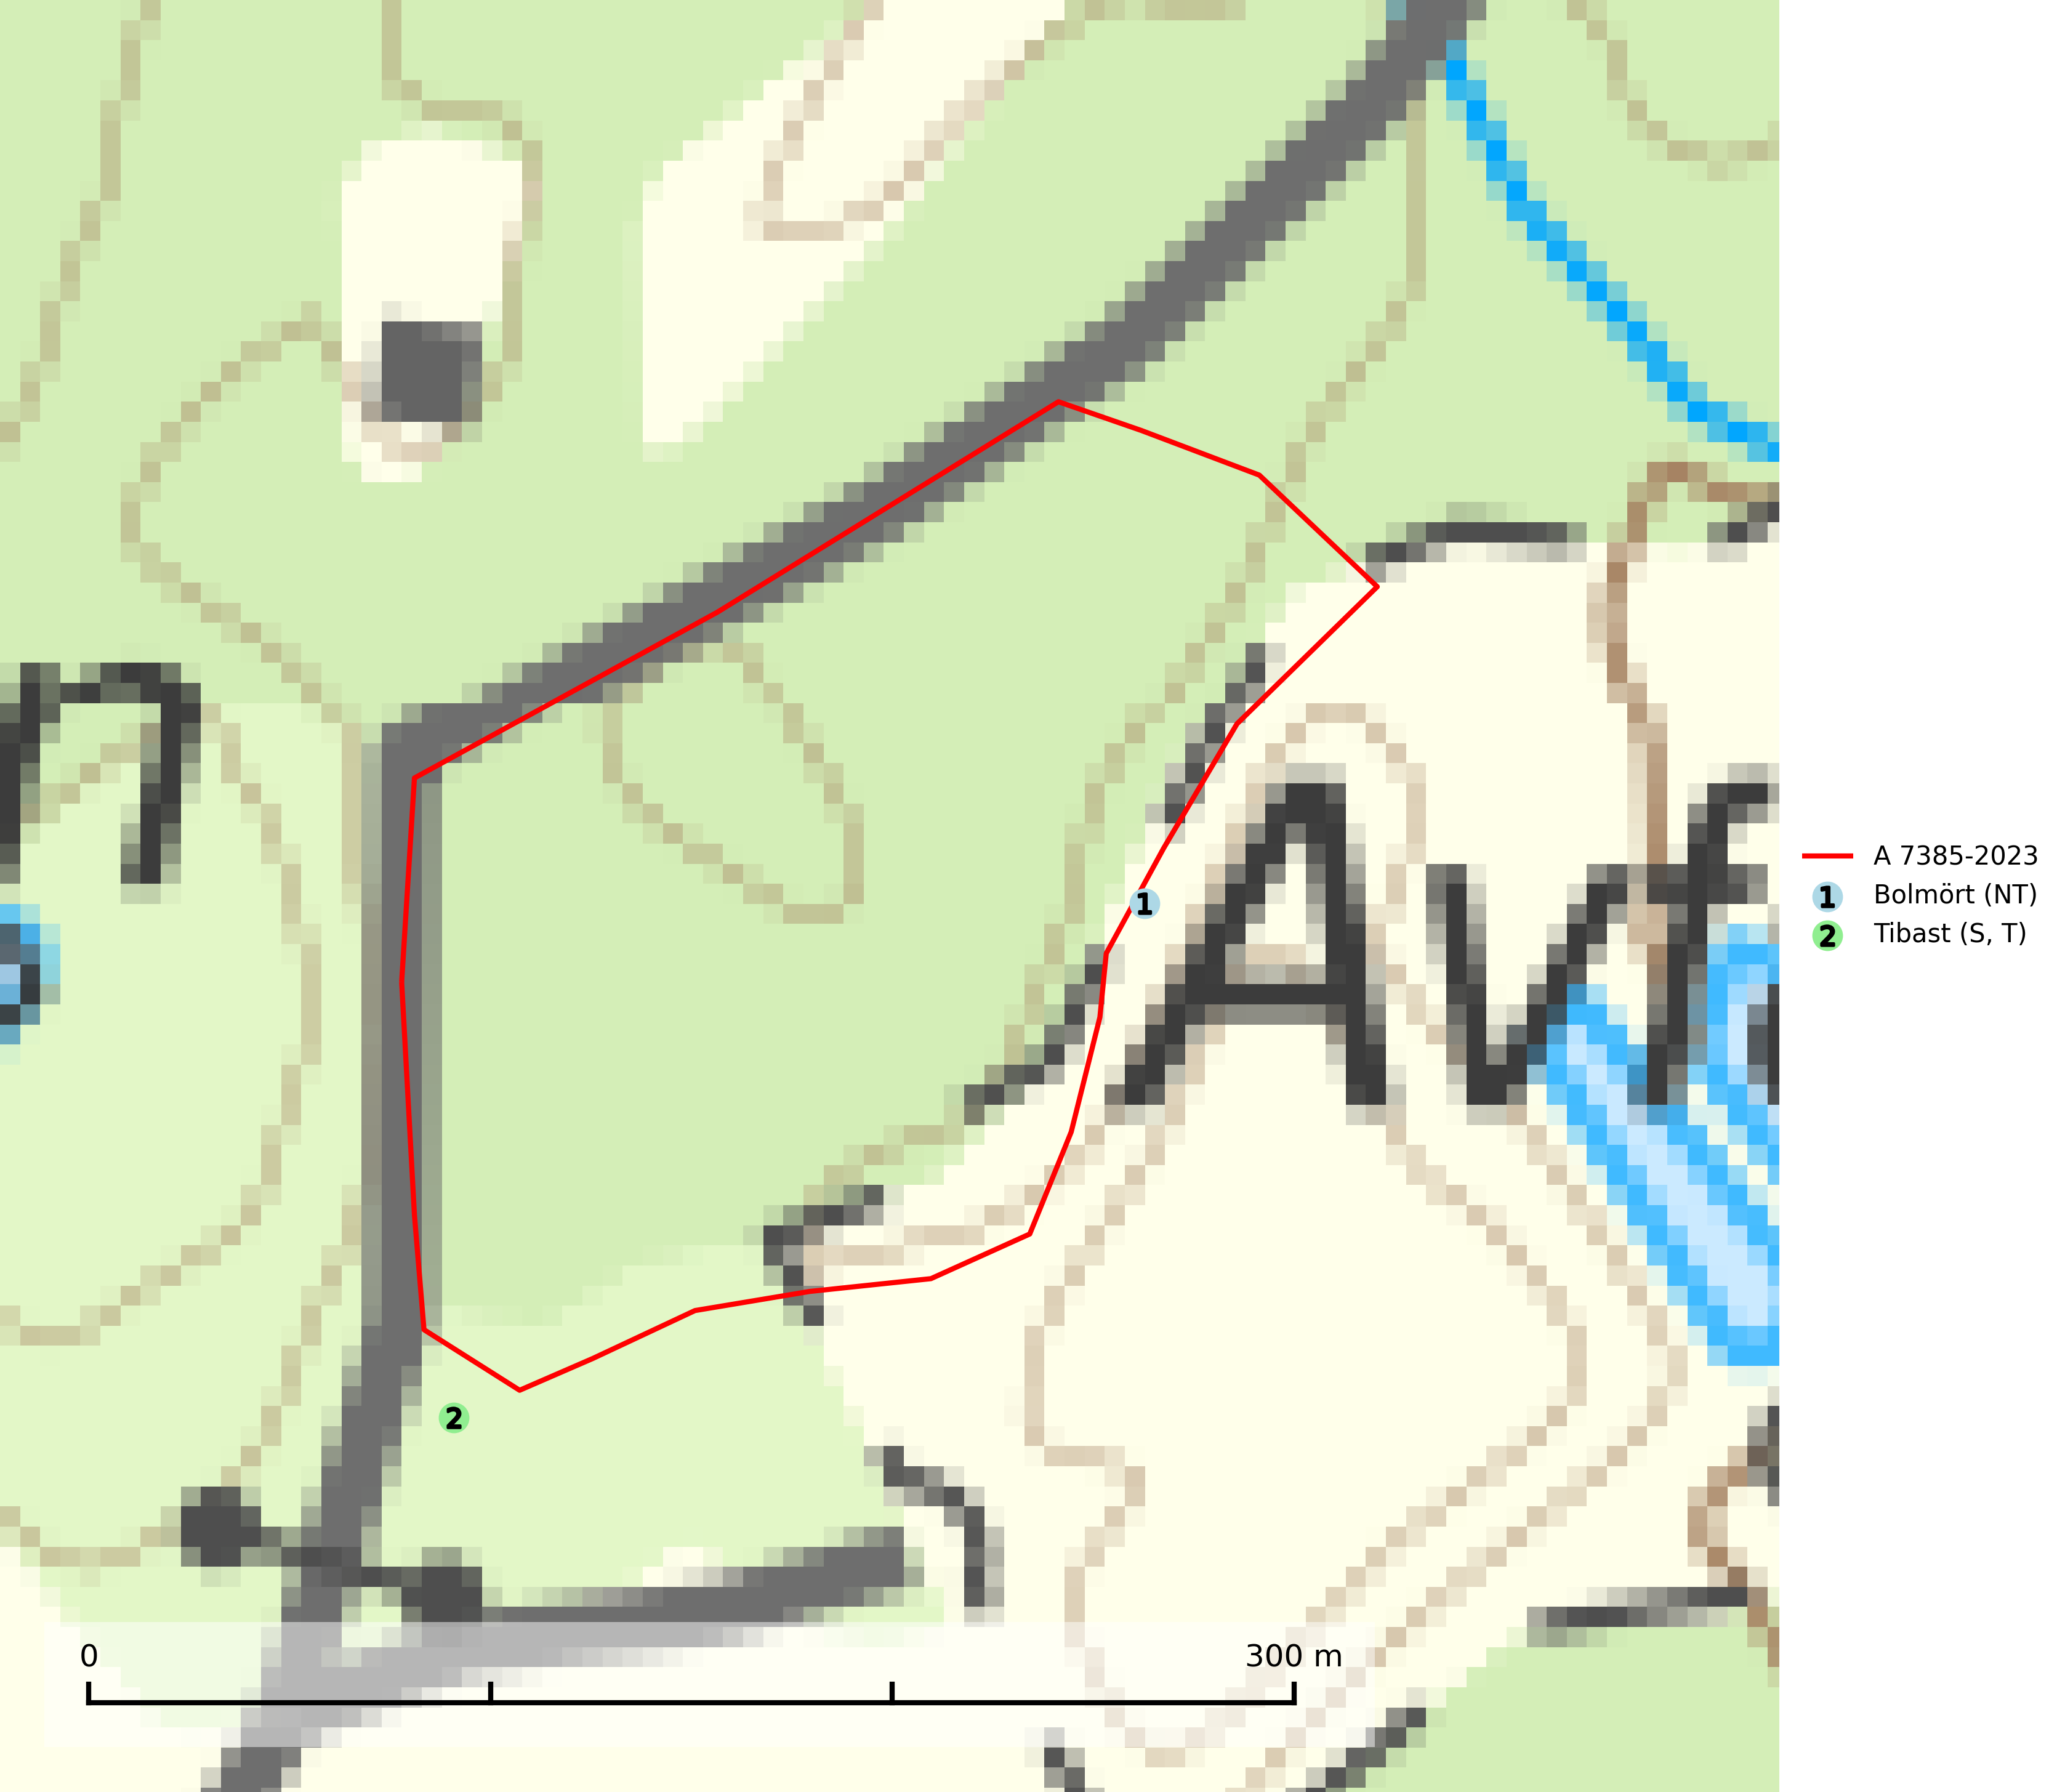 A 7385-2023
1 Bolmört (NT)
2 Tibast (S, T)
1
2
0 300 m